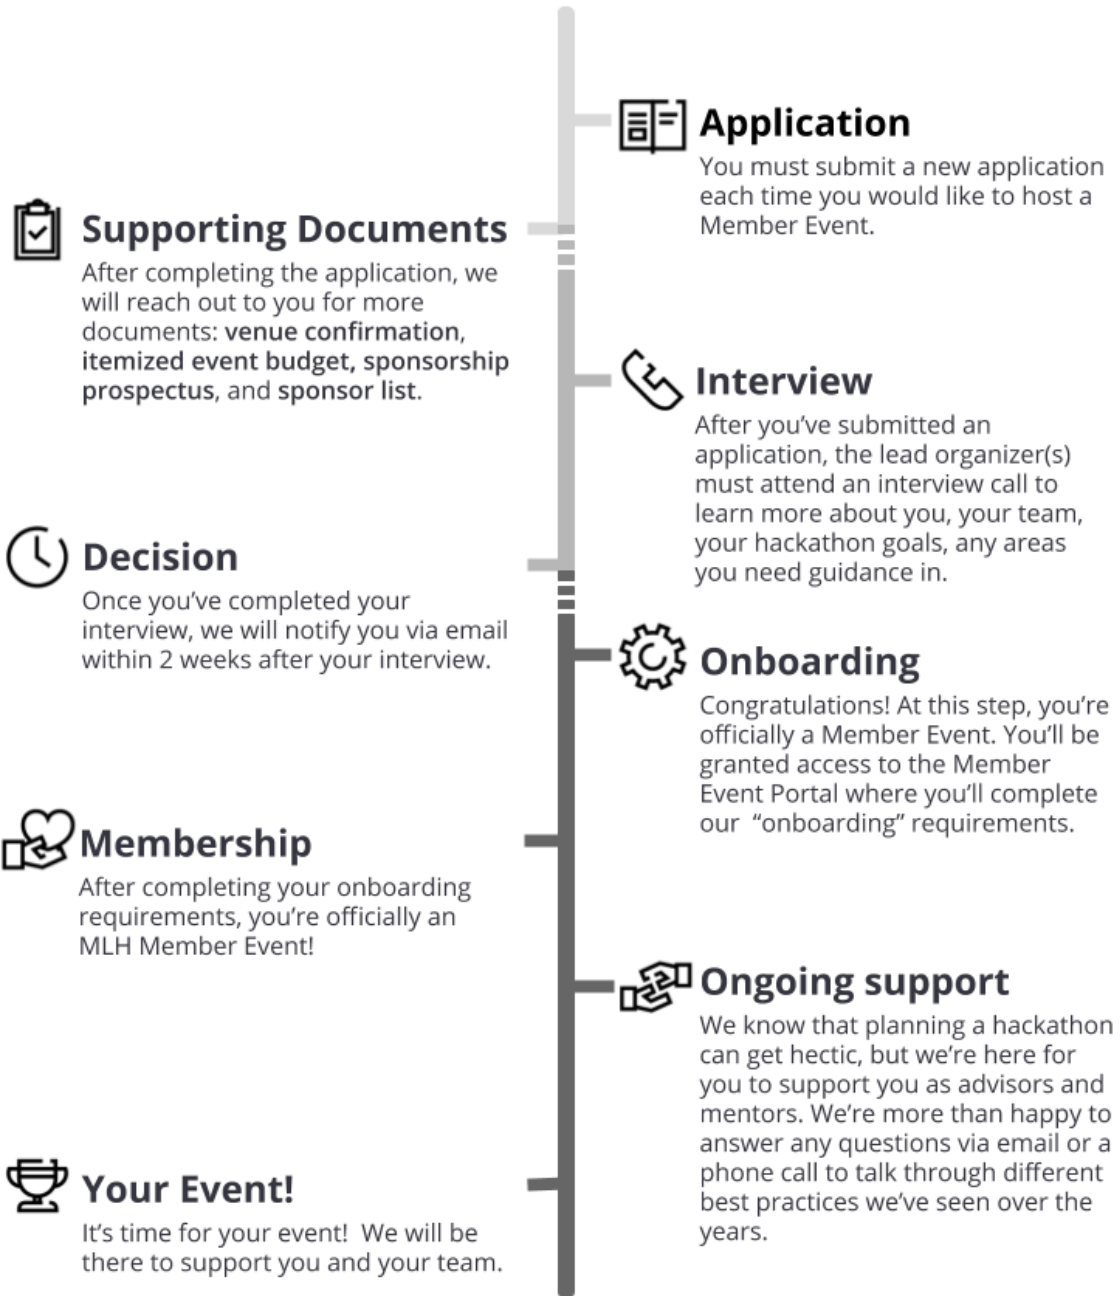 Application
You must submit a new application
each time you would like to host a
Member Event.
Supporting Documents
After completing the application, we
will reach out to you for more
documents: venue confirmation,
itemized event budget, sponsorship
prospectus, and sponsor list.
Interview
After you’ve submitted an
application, the lead organizer(s)
must attend an interview call to
learn more about you, your team,
your hackathon goals, any areas
you need guidance in.
Decision
Once you’ve completed your
interview, we will notify you via email
within 2 weeks after your interview.
Onboarding
Congratulations! At this step, you’re
officially a Member Event. You’ll be
granted access to the Member
Event Portal where you’ll complete
our “onboarding” requirements.
Membership
After completing your onboarding
requirements, you’re officially an
MLH Member Event!
Ongoing support
We know that planning a hackathon
can get hectic, but we’re here for
you to support you as advisors and
mentors. We’re more than happy to
answer any questions via email or a
phone call to talk through different
best practices we’ve seen over the
years.
Your Event!
It’s time for your event! We will be
there to support you and your team.